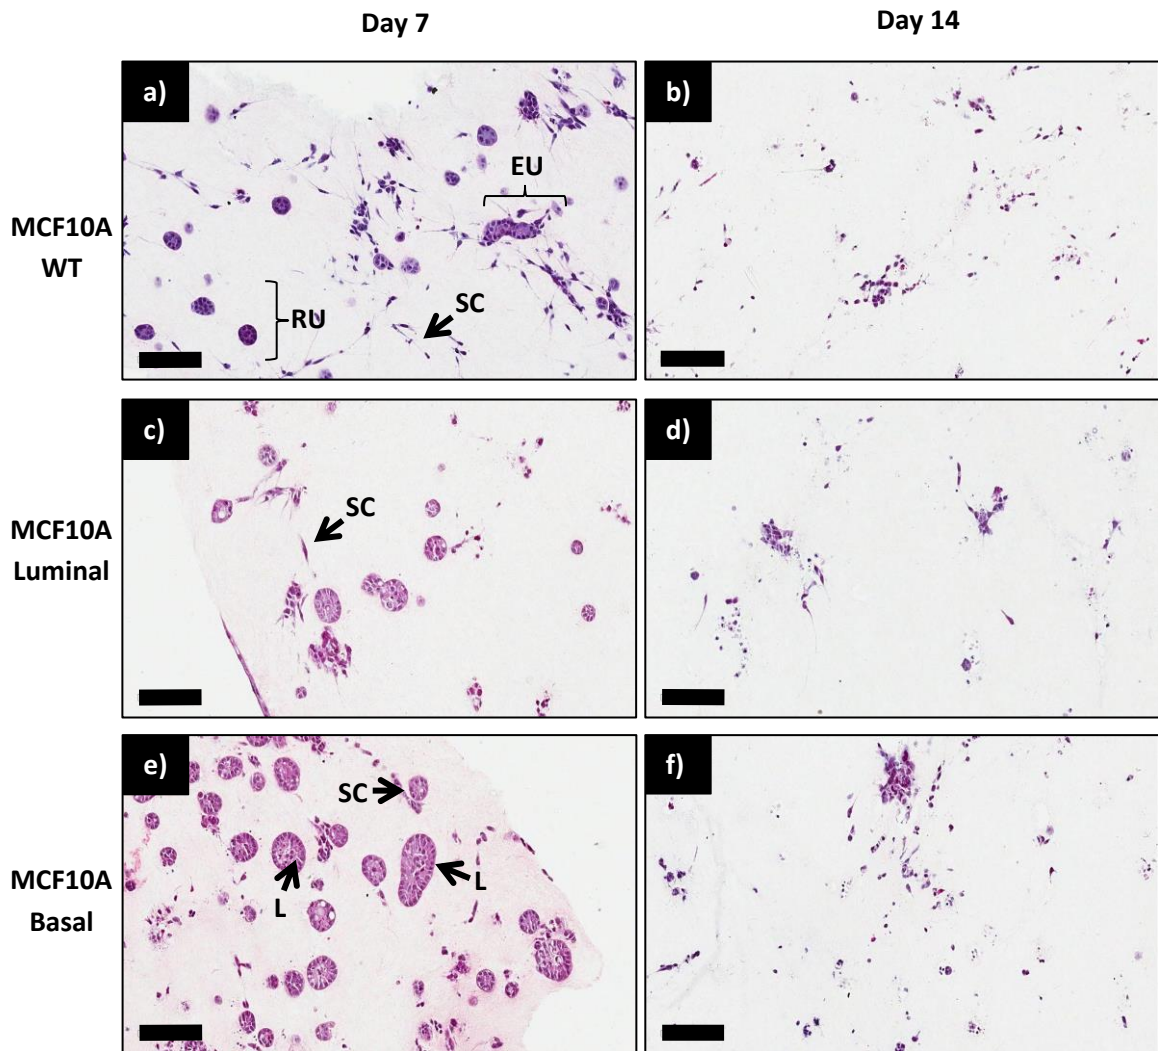 Day 7
Day 14
MCF10A
WT
a)
EU
RU
SC
b)
MCF10A
Luminal
c)
SC
d)
MCF10A
Basal
e)
SC
L
L
f)